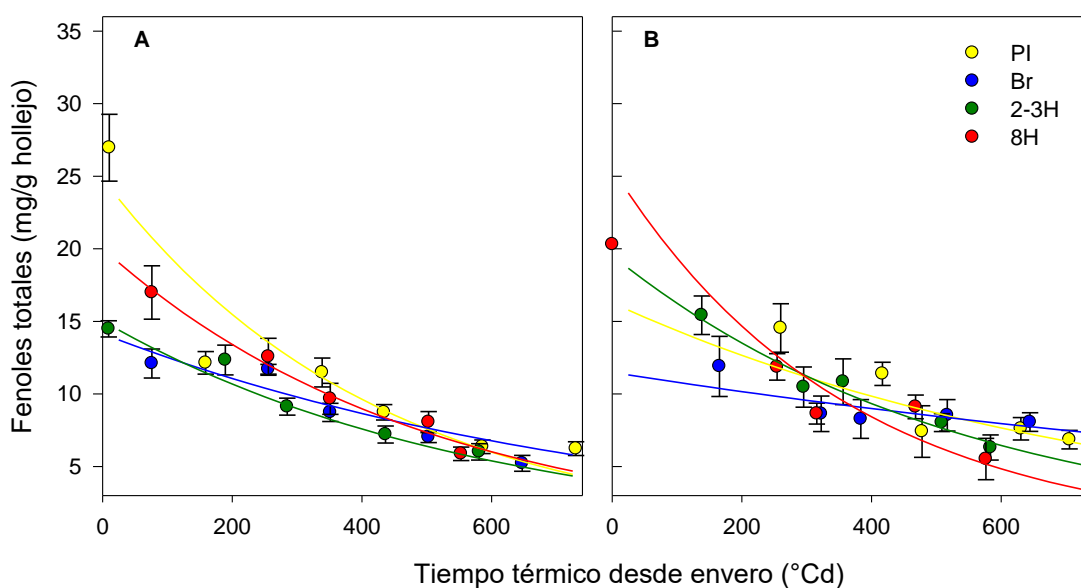 A
B
Pl
Br
2-3H
8H
Fenoles totales (mg/g hollejo)
35
30
25
20
15
10
5
0
200
400
600
0
200
400
600
Tiempo térmico desde envero (°Cd)